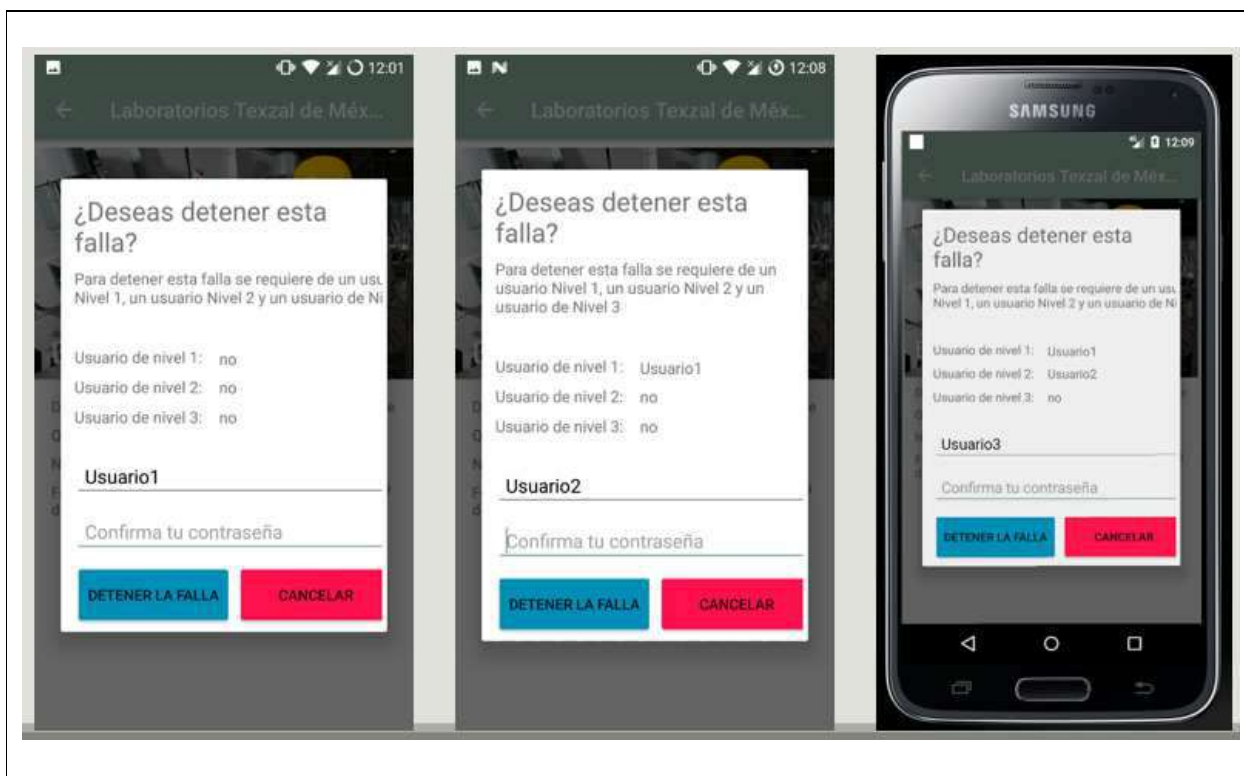 12:01
Laboratorios Texzal de Méx...
¿Deseas detener esta
falla?
Para detener esta falla se requiere de un usu
Nivel 1, un usuario Nivel 2 y un usuario de Ni
Usuario de nivel 1: no
Usuario de nivel 2: no
Usuario de nivel 3: no
Usuario1
Confirma tu contraseña
DETENER LA FALLA CANCELAR
12:08
Laboratorios Texzal de Méx...
¿Deseas detener esta
falla?
Para detener esta falla se requiere de un
usuario Nivel 1, un usuario Nivel 2 y un
usuario de Nivel 3
Usuario de nivel 1: Usuario1
Usuario de nivel 2: no
Usuario de nivel 3: no
Usuario2
Confirma tu contraseña
DETENER LA FALLA CANCELAR
SAMSUNG
12:09
Laboratorios Texzal de Méx...
¿Deseas detener esta
falla?
Para detener esta falla se requiere de un usu
Nivel 1, un usuario Nivel 2 y un usuario de Ni
Usuario de nivel 1: Usuario1
Usuario de nivel 2: Usuario2
Usuario de nivel 3: no
Usuario3
Confirma tu contraseña
DETENER LA FALLA CANCELAR